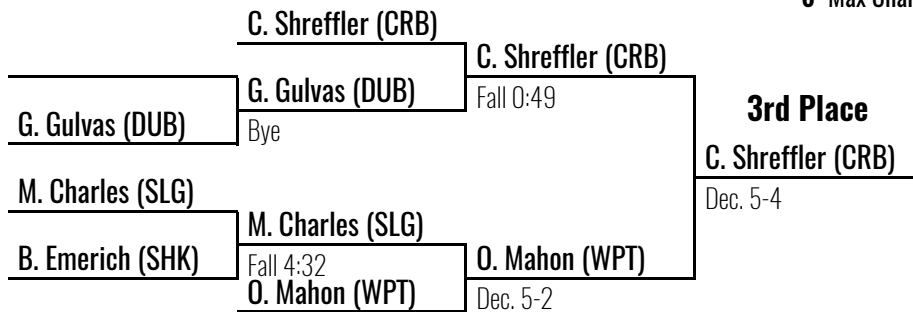 C. Shreffler (CRB)
C. Shreffler (CRB)
G. Gulvas (DUB)
Fall 0:49
3rd Place
G. Gulvas (DUB)
Bye
C. Shreffler (CRB)
M. Charles (SLG)
Dec. 5-4
M. Charles (SLG)
B. Emerich (SHK)
Fall 4:32
O. Mahon (WPT)
O. Mahon (WPT)
Dec. 5-2